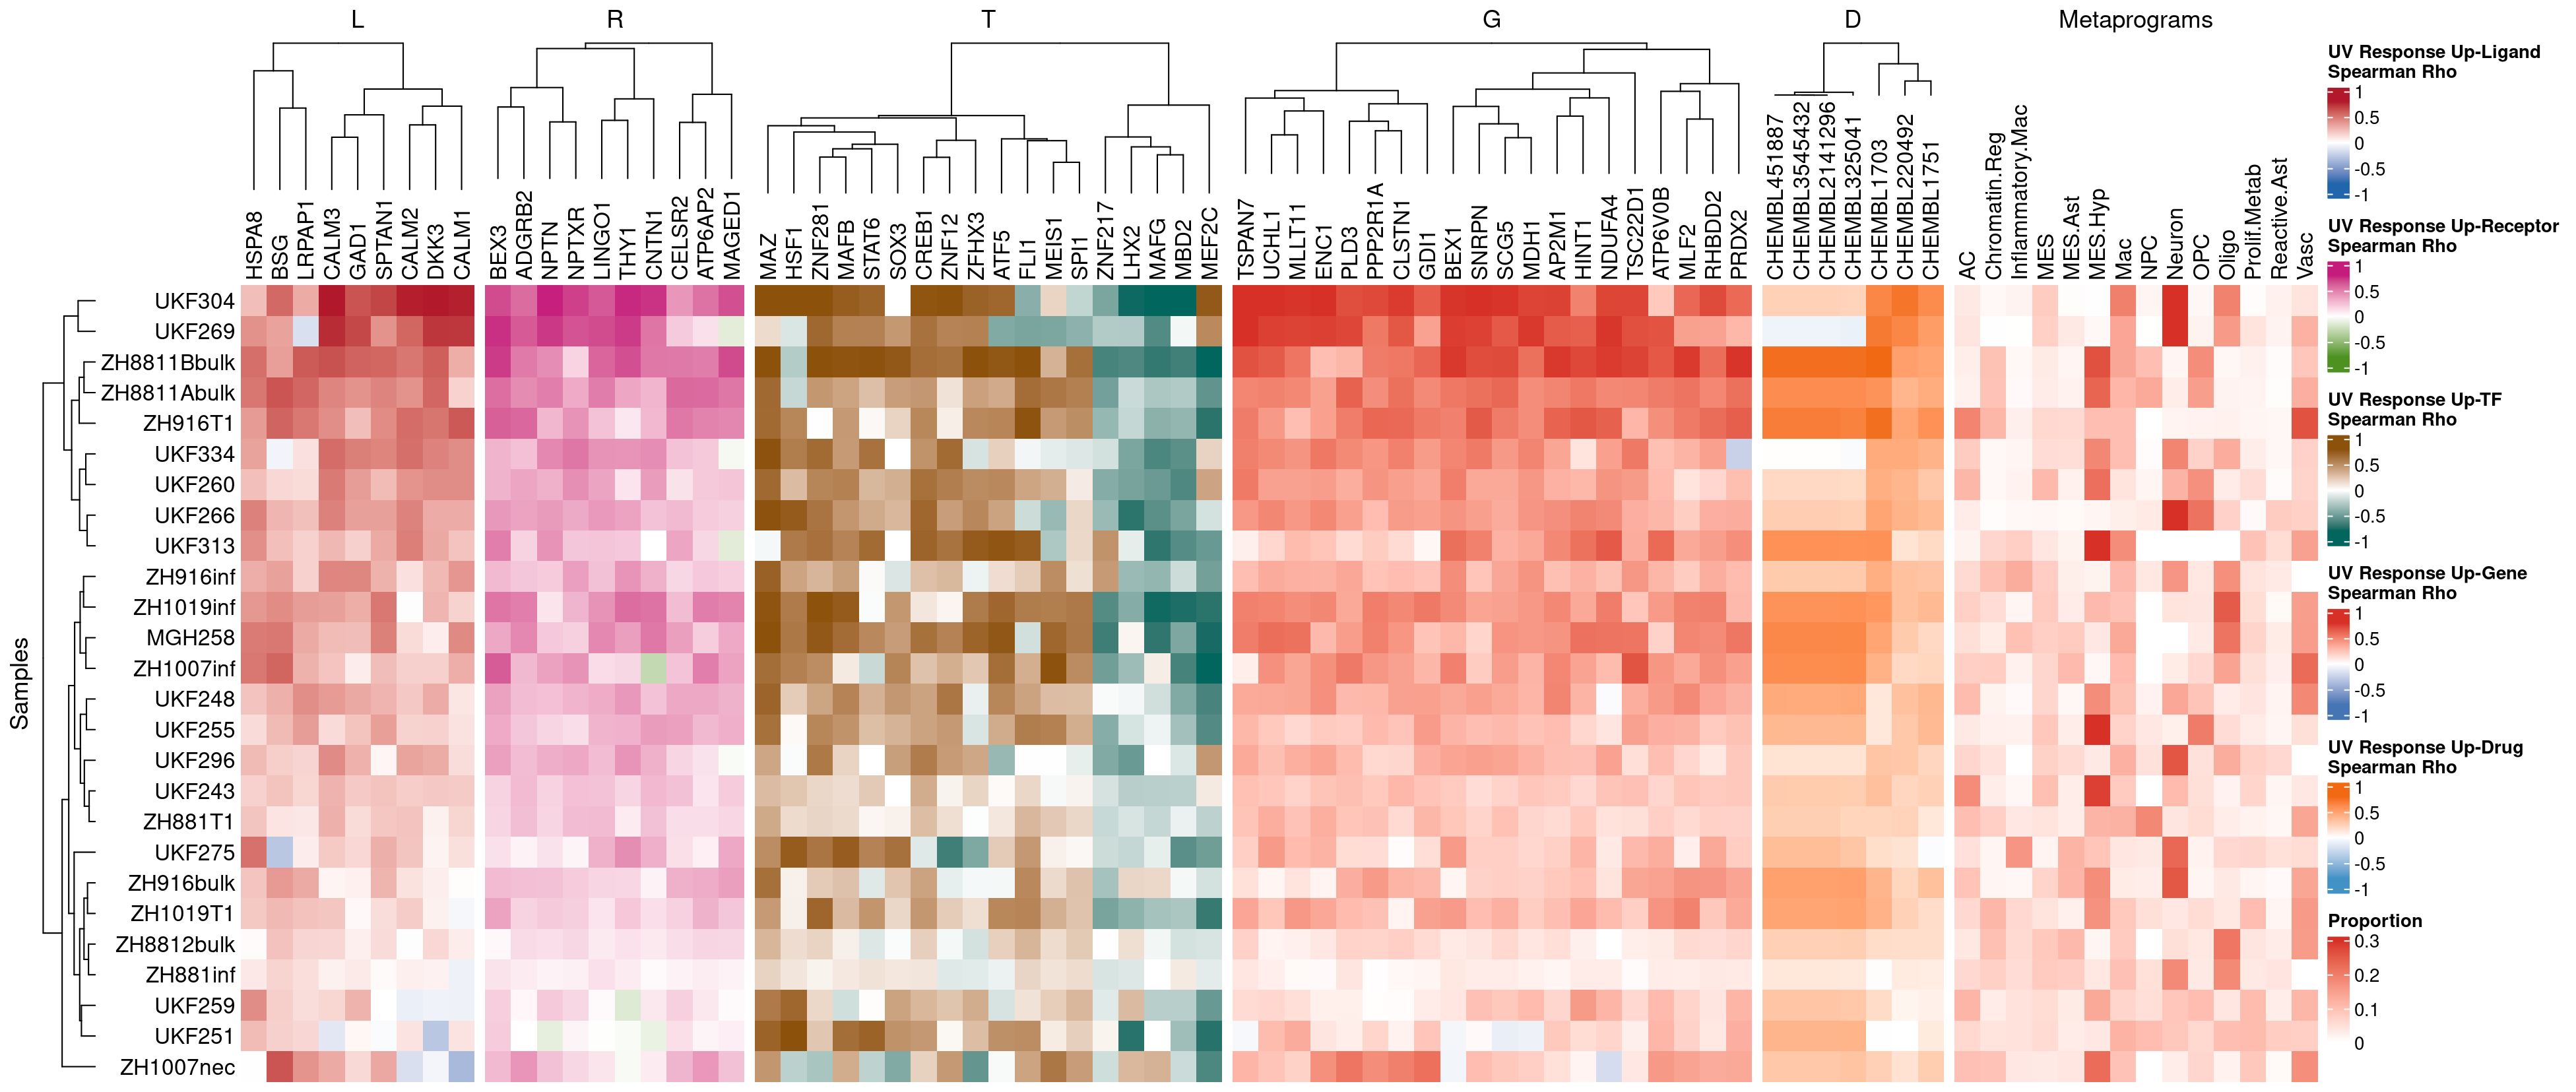 L R T G D Metaprograms
HSPA8 BSG LRPAP1 CALM3 GAD1 SPTAN1 CALM2 DKK3 CALM1
BEX3 ADGRB2 NPTN NPTXR LINGO1 THY1 CNTN1 CELSR2 ATP6AP2 MAGED1
MAZ HSF1 ZNF281 MAFB STAT6 SOX3 CREB1 ZNF12 ZFHX3 ATF5 FLI1 MEIS1 SPI1 ZNF217 LHX2 MAFG MBD2 MEF2C
TSPAN7 UCHL1 MLLT11 ENC1 PLD3 PPP2R1A CLSTN1 GDI1 BEX1 SNRPN SCG5 MDH1 AP2M1 HINT1 NDUFA4 TSC22D1 ATP6V0B MLF2 RHBDD2 PRDX2
CHEMBL451887 CHEMBL3545432 CHEMBL2141296 CHEMBL325041 CHEMBL1703 CHEMBL220492 CHEMBL1751
AC Chromatin.Reg Inflammatory.Mac MES MES.Ast MES.Hyp Mac NPC Neuron OPC Oligo Prolif.Metab Reactive.Ast Vasc
Samples
UKF304
UKF269
ZH8811Bbulk
ZH8811Abulk
ZH916T1
UKF334
UKF260
UKF266
UKF313
ZH916inf
ZH1019inf
MGH258
ZH1007inf
UKF248
UKF255
UKF296
UKF243
ZH881T1
UKF275
ZH916bulk
ZH1019T1
ZH8812bulk
ZH881inf
UKF259
UKF251
ZH1007nec
UV Response Up-Ligand
Spearman Rho
1
0.5
0
-0.5
-1
UV Response Up-Receptor
Spearman Rho
1
0.5
0
-0.5
-1
UV Response Up-TF
Spearman Rho
1
0.5
0
-0.5
-1
UV Response Up-Gene
Spearman Rho
1
0.5
0
-0.5
-1
UV Response Up-Drug
Spearman Rho
1
0.5
0
-0.5
-1
Proportion
0.3
0.2
0.1
0